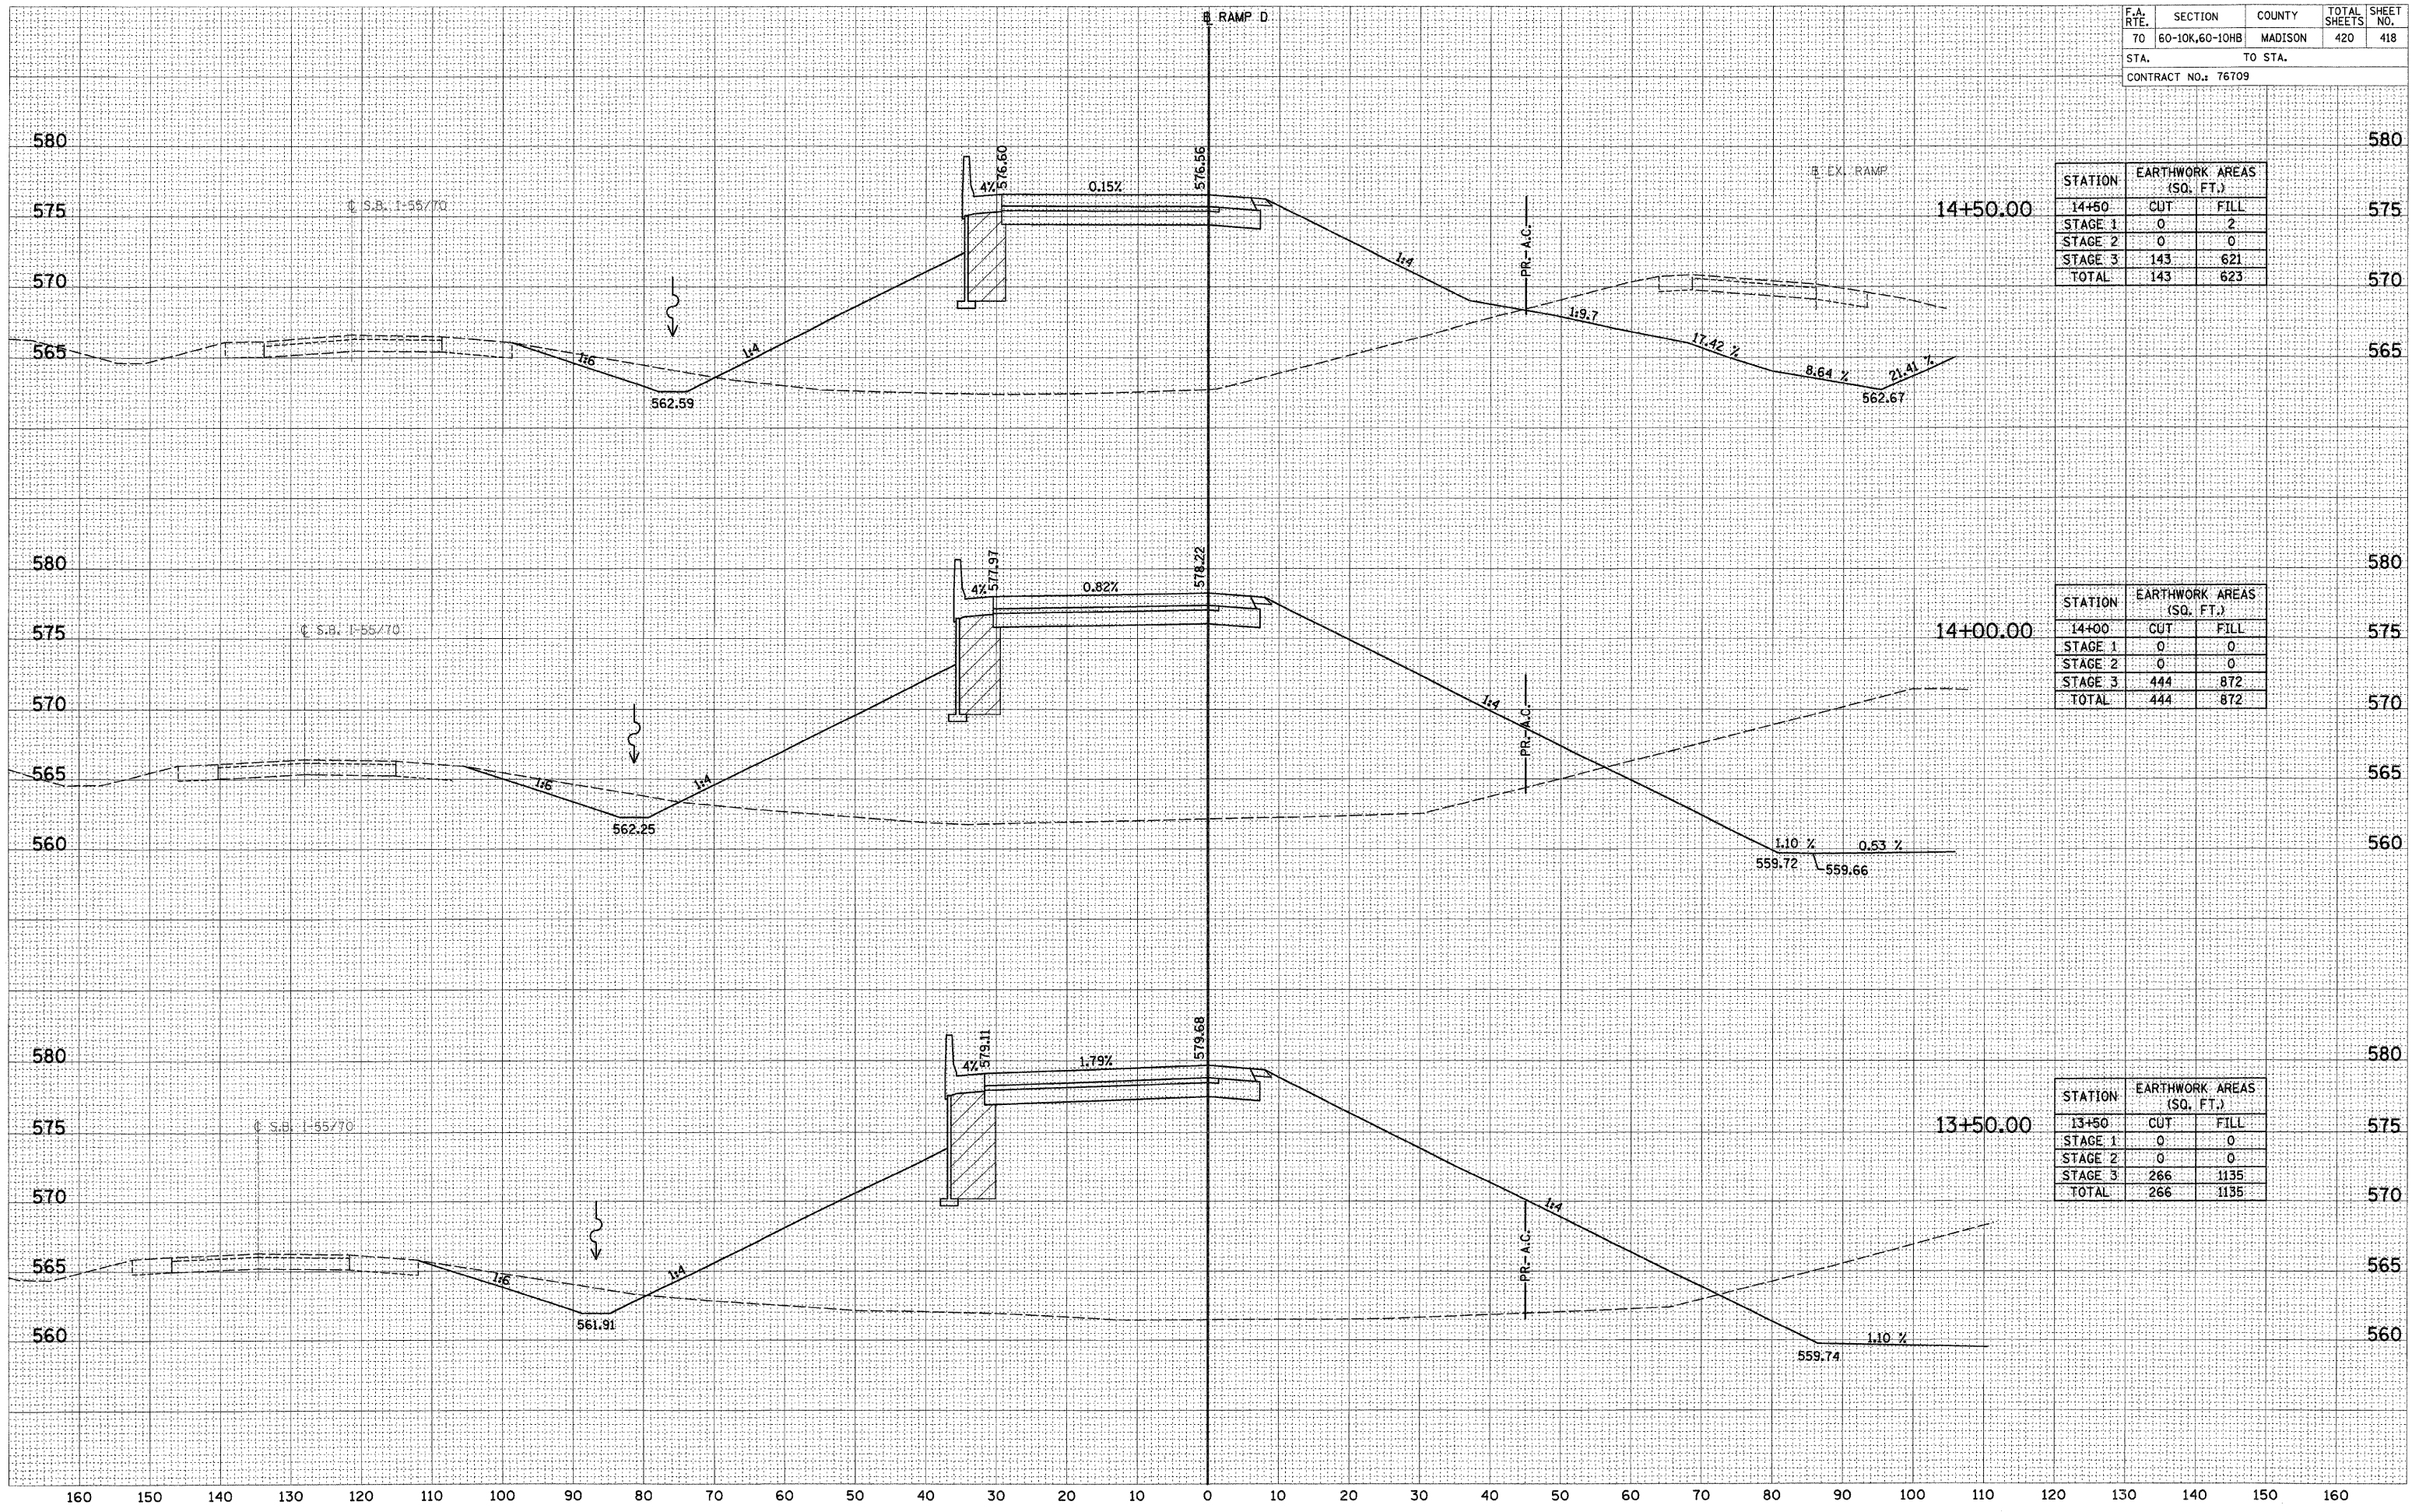 ℄ RAMP D
F.A. RTE. SECTION COUNTY TOTAL SHEETS SHEET NO.
70 60-10K,60-10HB MADISON 420 418
STA. TO STA.
CONTRACT NO.: 76709
580 580
576.60 576.56
4% 0.15%
℄ S.B. I-55/70
℄ EX. RAMP
575 14+50.00 575
STATION EARTHWORK AREAS (SQ. FT.)
14+50 CUT FILL
STAGE 1 0 2
STAGE 2 0 0
STAGE 3 143 621
TOTAL 143 623
PR.-A.C.
1:4
570 570
1:9.7
17.42 %
565 1:6 1:4 8.64 % 21.41 % 565
562.59 562.67
580 580
577.97 578.22
4% 0.82%
℄ S.B. I-55/70
575 14+00.00 575
STATION EARTHWORK AREAS (SQ. FT.)
14+00 CUT FILL
STAGE 1 0 0
STAGE 2 0 0
STAGE 3 444 872
TOTAL 444 872
570 1:4 570
PR.-A.C.
565 1:6 1:4 565
562.25
560 1.10 % 0.53 % 560
559.72 559.66
579.11 579.68
580 4% 1.79% 580
℄ S.B. I-55/70
575 13+50.00 575
STATION EARTHWORK AREAS (SQ. FT.)
13+50 CUT FILL
STAGE 1 0 0
STAGE 2 0 0
STAGE 3 266 1135
TOTAL 266 1135
570 1:4 570
PR.-A.C.
565 1:6 1:4 565
561.91
560 1.10 % 560
559.74
160 150 140 130 120 110 100 90 80 70 60 50 40 30 20 10 0 10 20 30 40 50 60 70 80 90 100 110 120 130 140 150 160